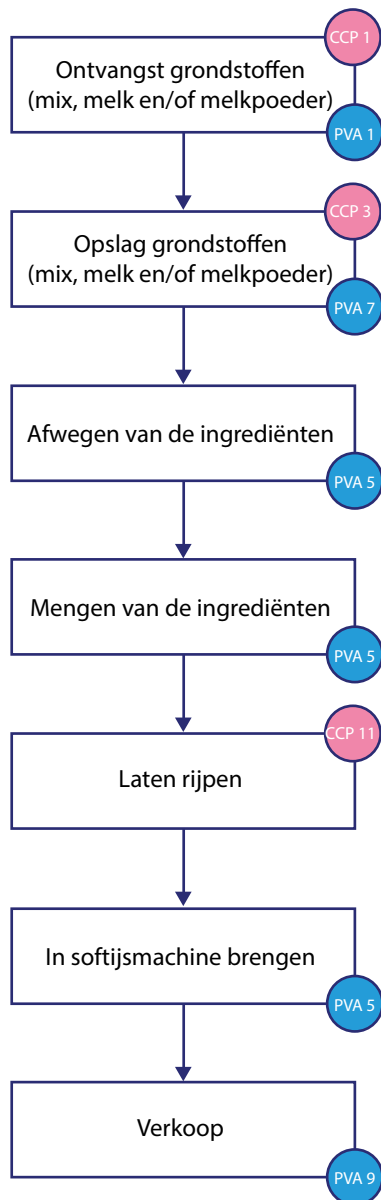 CCP 1
Ontvangst grondstoffen
(mix, melk en/of melkpoeder)
PVA 1
CCP 3
Opslag grondstoffen
(mix, melk en/of melkpoeder)
PVA 7
Afwegen van de ingrediënten
PVA 5
Mengen van de ingrediënten
PVA 5
CCP 11
Laten rijpen
In softijsmachine brengen
PVA 5
Verkoop
PVA 9